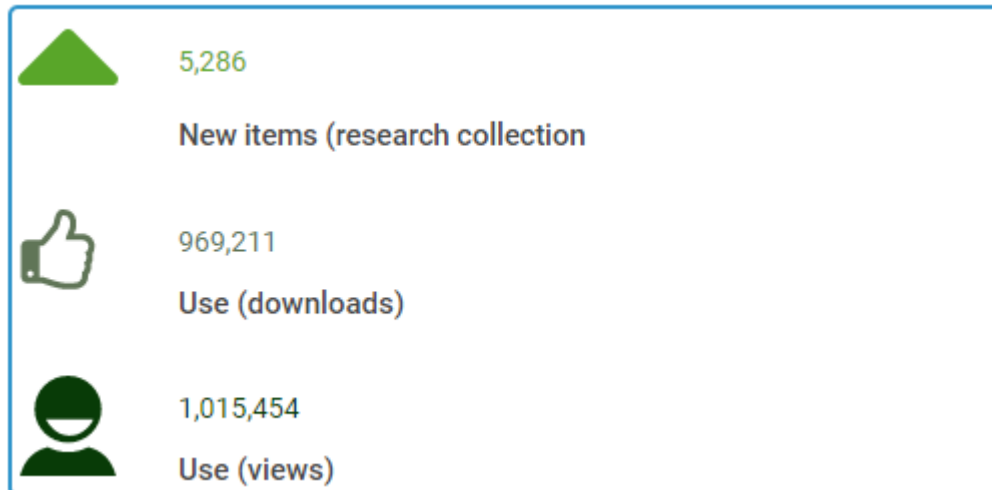 5,286
New items (research collection
969,211
Use (downloads)
1,015,454
Use (views)